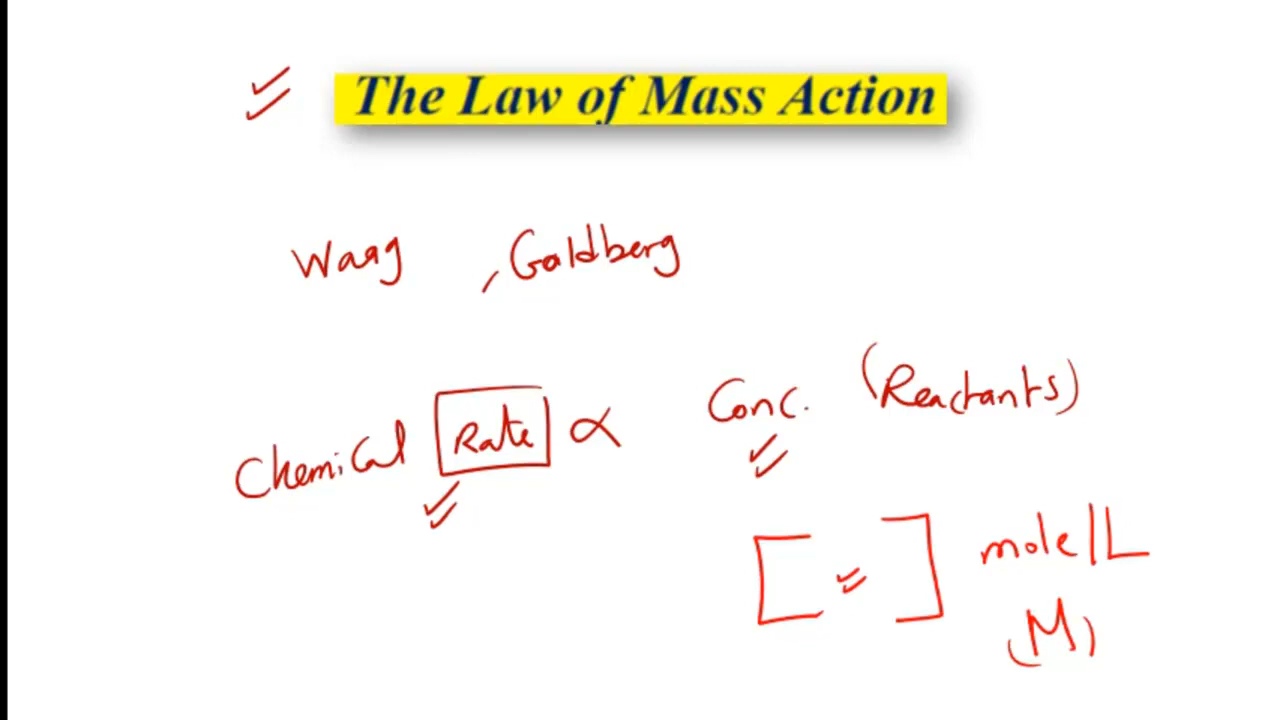 The Law of Mass Action
Waag , Goldberg
Chemical Rate ∝ Conc. (Reactants)
[ ] mole/L
(M)